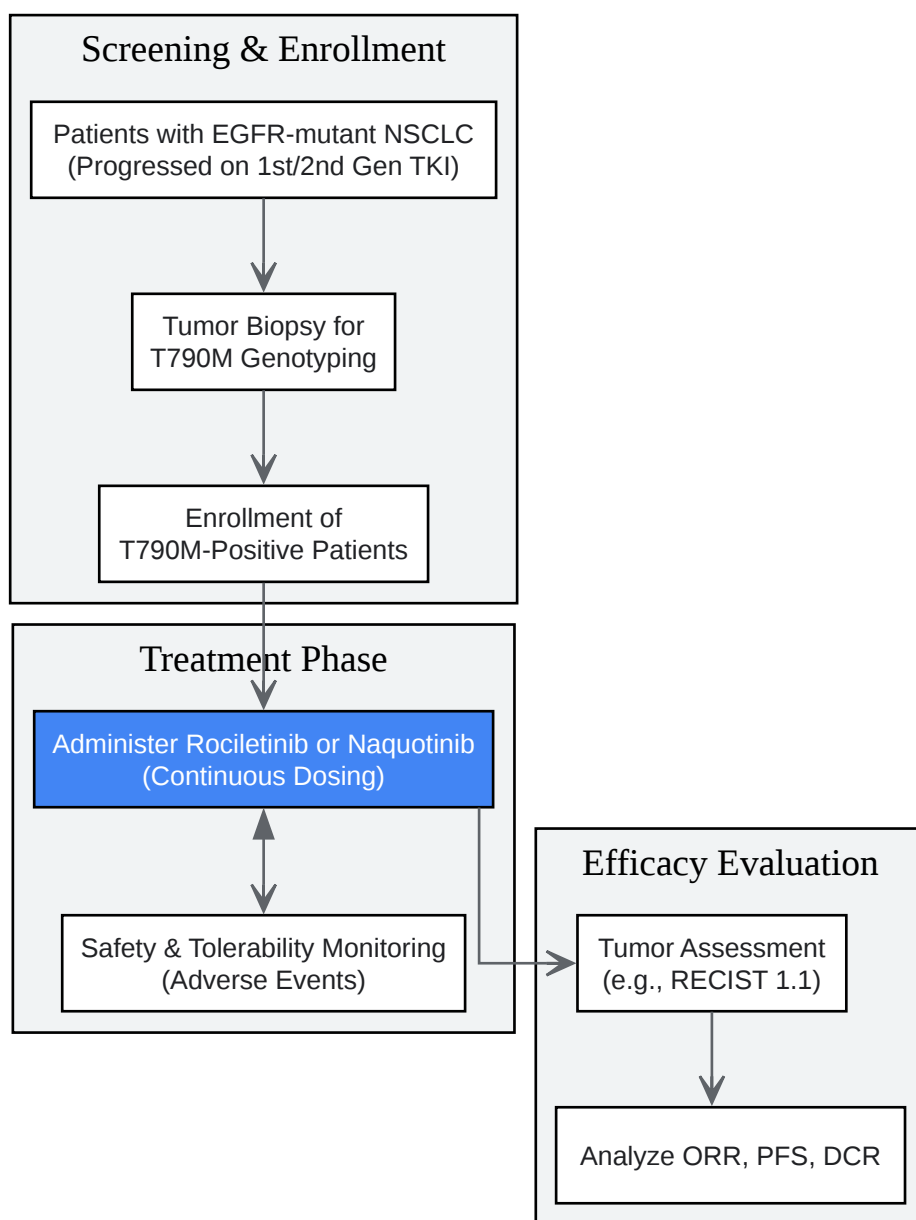 Screening & Enrollment
Patients with EGFR-mutant NSCLC
(Progressed on 1st/2nd Gen TKI)
Tumor Biopsy for
T790M Genotyping
Enrollment of
T790M-Positive Patients
Treatment Phase
Administer Rociletinib or Naquotinib
(Continuous Dosing)
Safety & Tolerability Monitoring
(Adverse Events)
Efficacy Evaluation
Tumor Assessment
(e.g., RECIST 1.1)
Analyze ORR, PFS, DCR